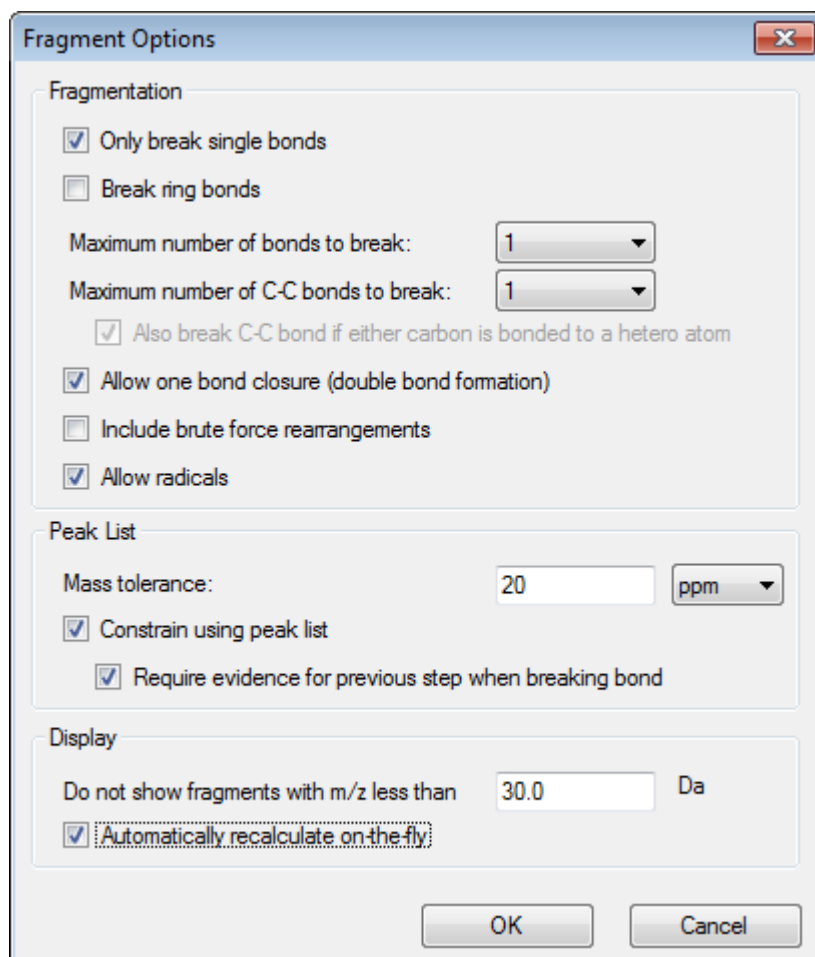 Fragment Options
Fragmentation
Only break single bonds
Break ring bonds
Maximum number of bonds to break: 1
Maximum number of C-C bonds to break: 1
Also break C-C bond if either carbon is bonded to a hetero atom
Allow one bond closure (double bond formation)
Include brute force rearrangements
Allow radicals
Peak List
Mass tolerance: 20 ppm
Constrain using peak list
Require evidence for previous step when breaking bond
Display
Do not show fragments with m/z less than 30.0 Da
Automatically recalculate on-the-fly
OK Cancel